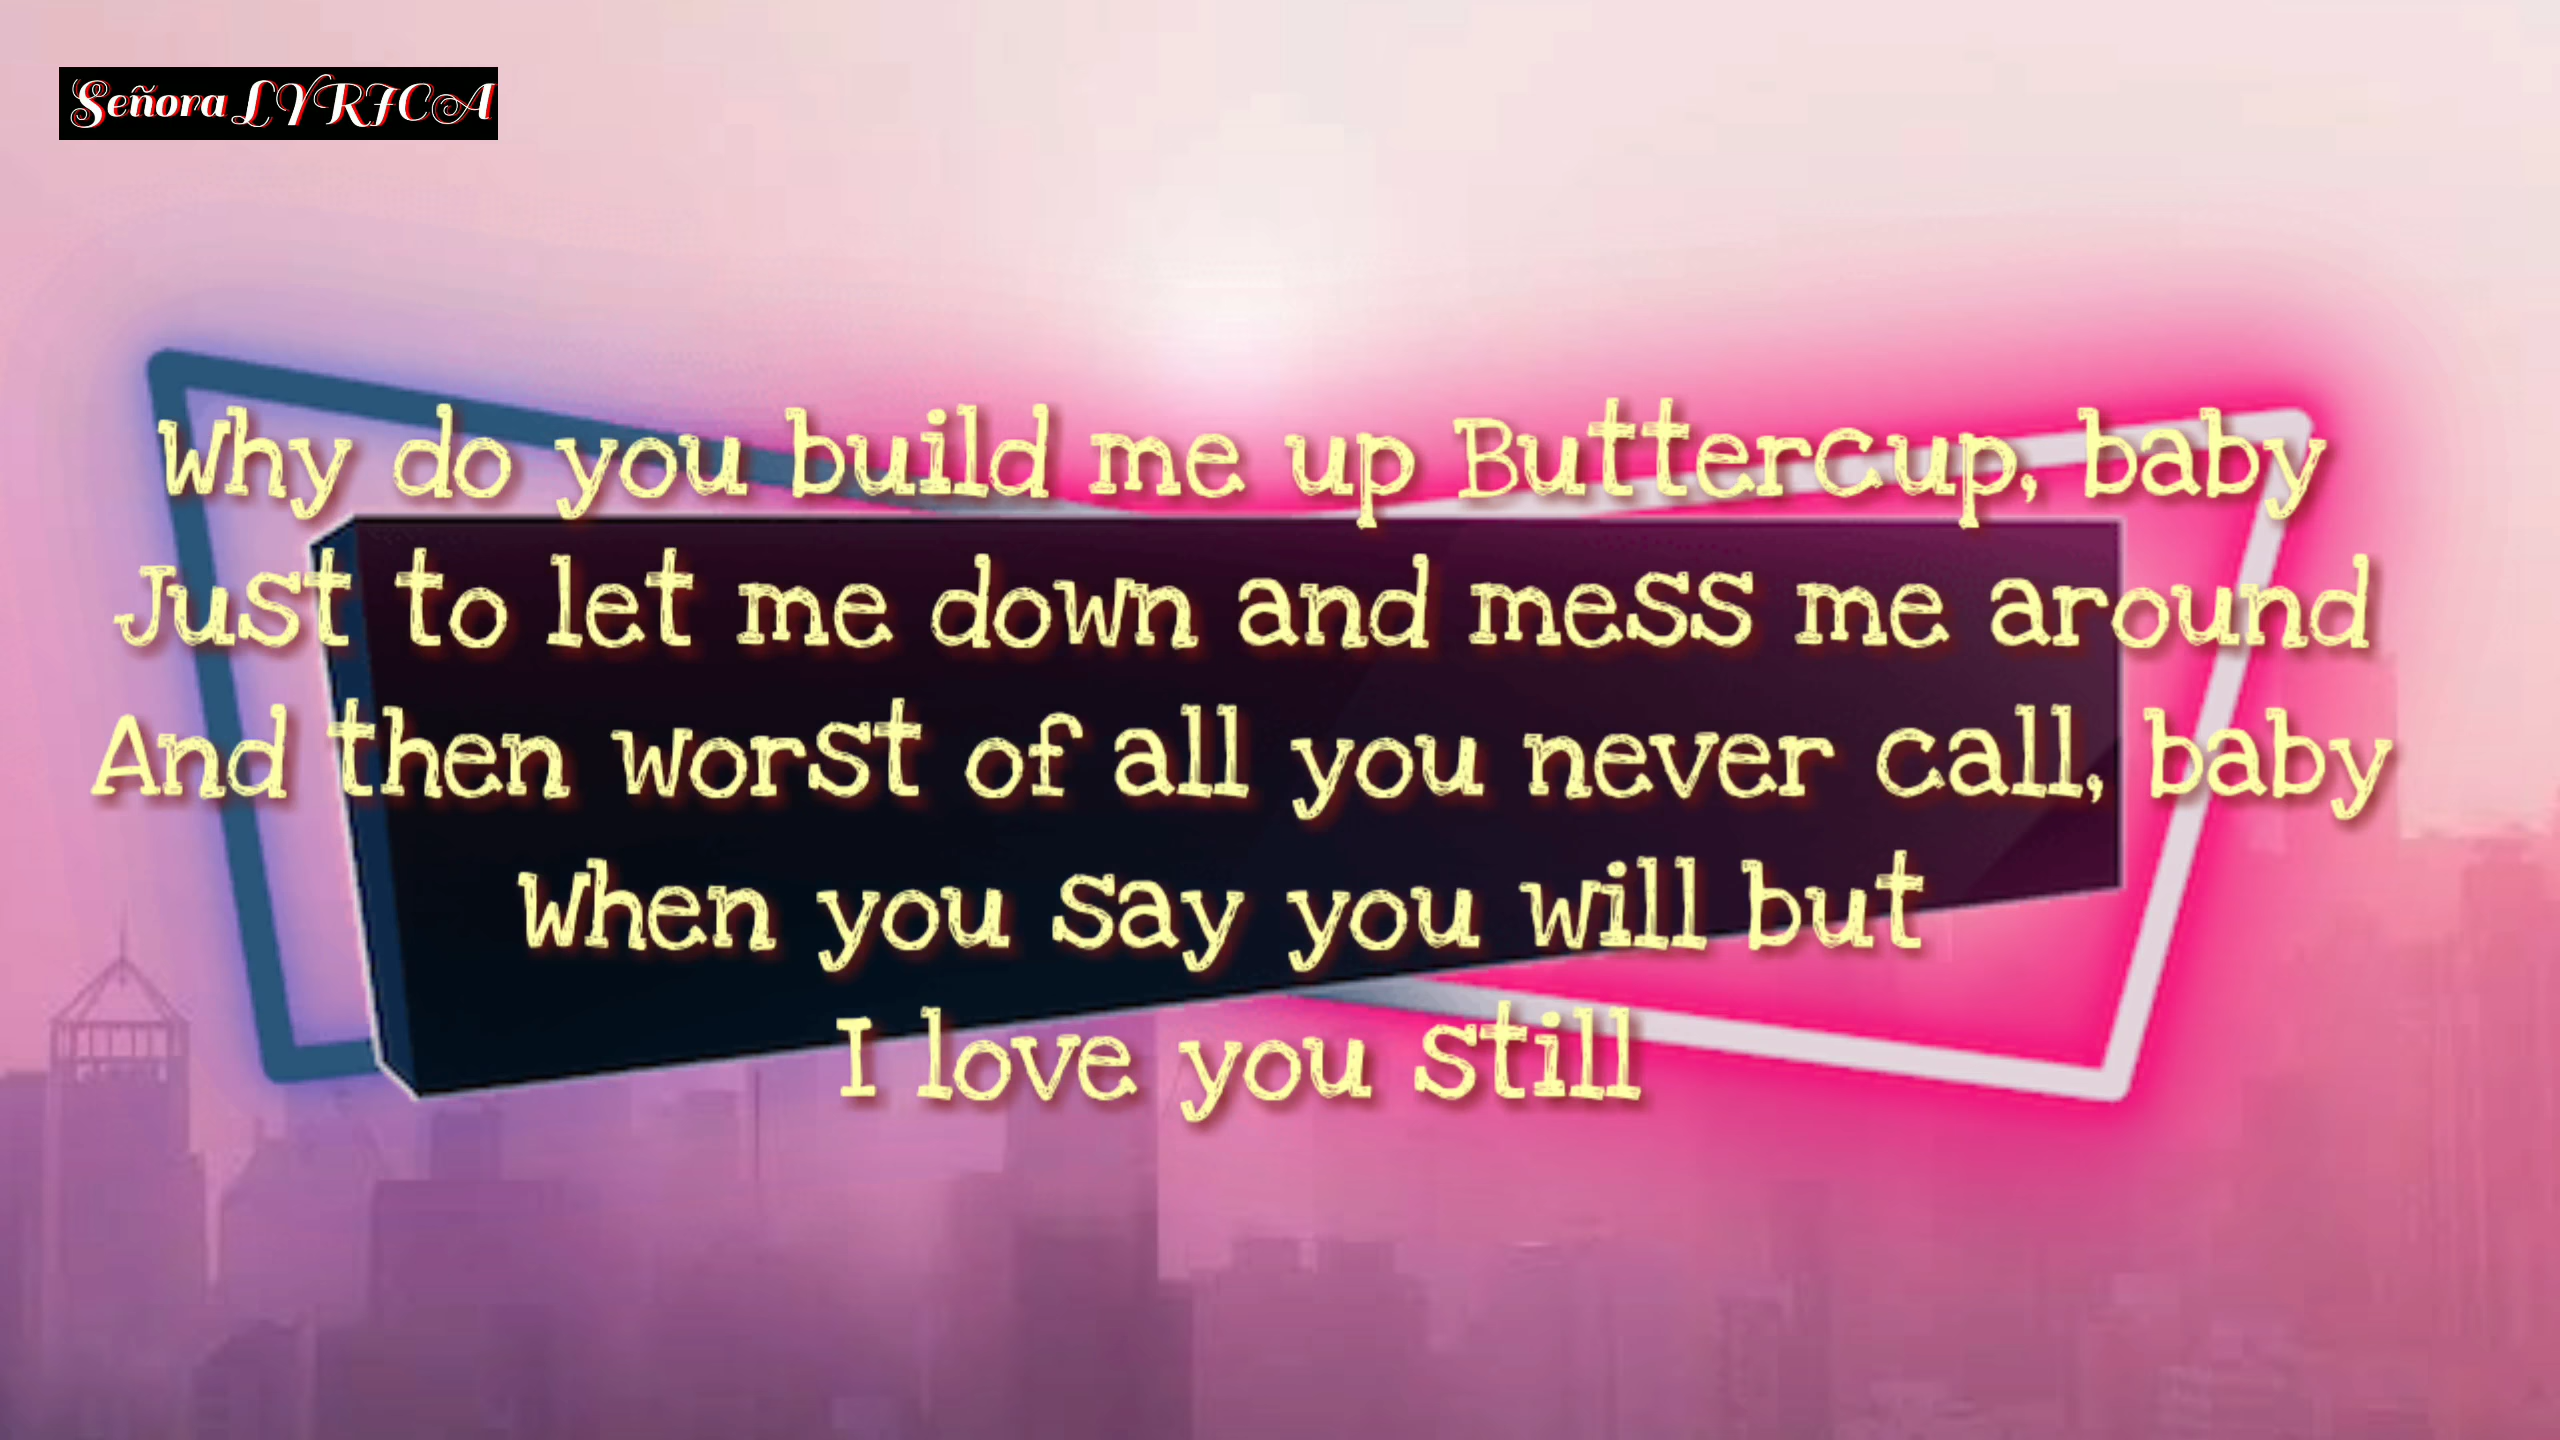 Señora LYRICA
Why do you build me up Buttercup, baby
Just to let me down and mess me around
And then worst of all you never call, baby
When you say you will but
I love you still